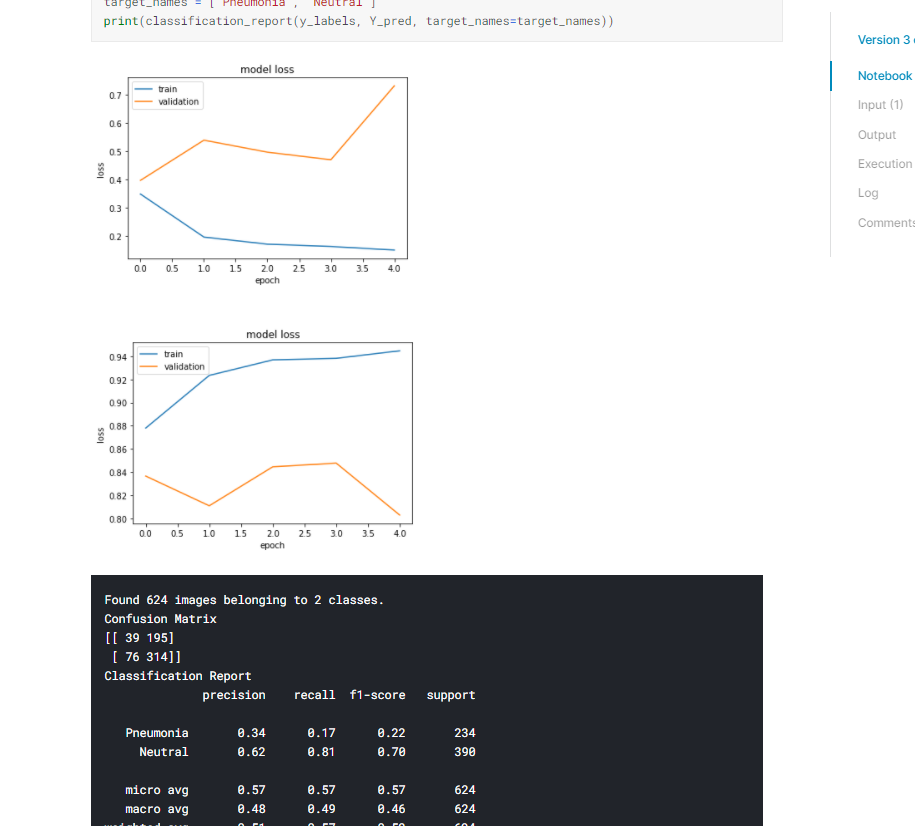 target_names = ['Pneumonia', 'Neutral']
print(classification_report(y_labels, Y_pred, target_names=target_names))
Version 3
Notebook
Input (1)
Output
Execution
Log
Comments
model loss
train
validation
0.7
0.6
0.5
0.4
0.3
0.2
loss
0.0 0.5 1.0 1.5 2.0 2.5 3.0 3.5 4.0
epoch
model loss
train
validation
0.94
0.92
0.90
0.88
0.86
0.84
0.82
0.80
loss
0.0 0.5 1.0 1.5 2.0 2.5 3.0 3.5 4.0
epoch
Found 624 images belonging to 2 classes.
Confusion Matrix
[[ 39 195]
[ 76 314]]
Classification Report
precision recall f1-score support
Pneumonia 0.34 0.17 0.22 234
Neutral 0.62 0.81 0.70 390
micro avg 0.57 0.57 0.57 624
macro avg 0.48 0.49 0.46 624